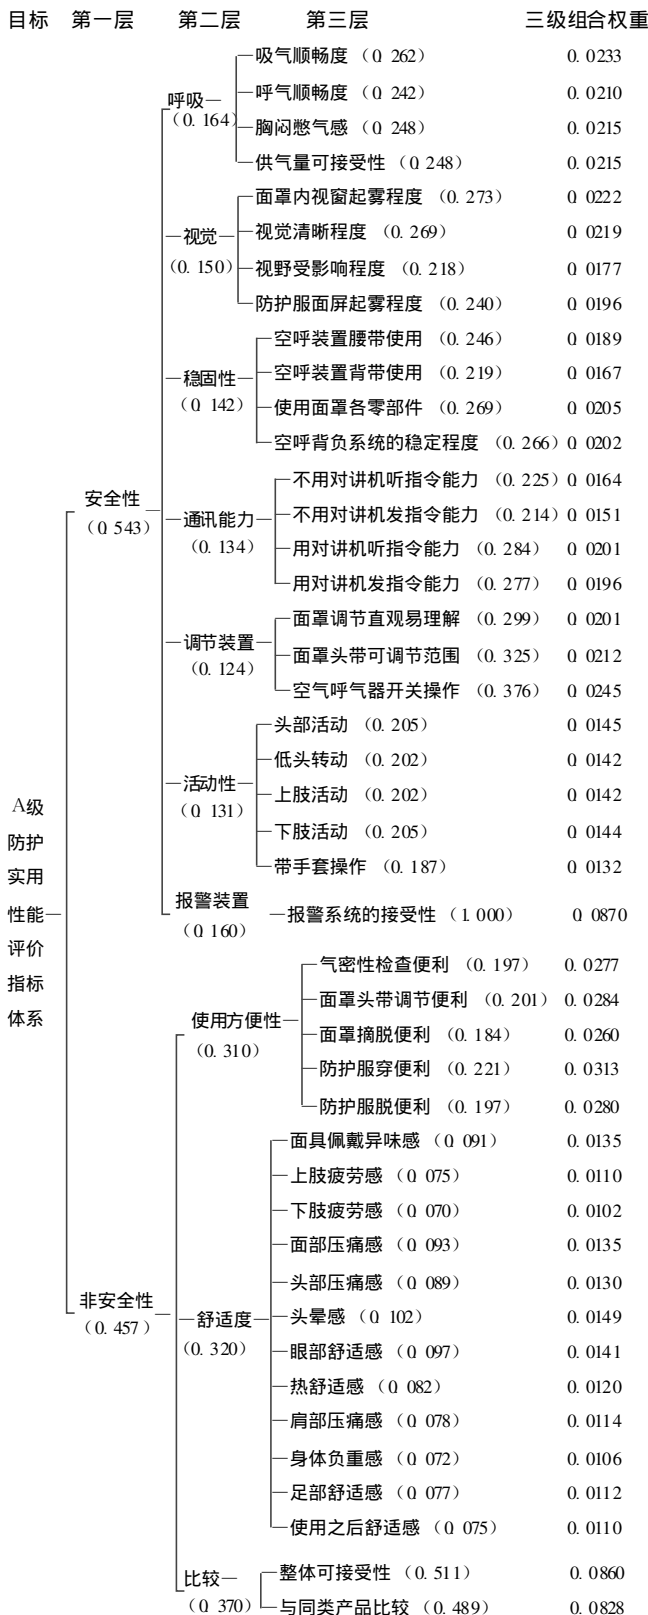 目标 第一层 第二层 第三层 三级组合权重
吸气顺畅度（0. 262） 0. 0233
呼吸 呼气顺畅度（0. 242） 0. 0210
（0. 164） 胸闷憋气感（0. 248） 0. 0215
供气量可接受性（0. 248） 0. 0215
面罩内视窗起雾程度（0. 273） 0. 0222
视觉 视觉清晰程度（0. 269） 0. 0219
（0. 150） 视野受影响程度（0. 218） 0. 0177
防护服面屏起雾程度（0. 240） 0. 0196
空呼装置腰带使用（0. 246） 0. 0189
稳固性 空呼装置背带使用（0. 219） 0. 0167
（0. 142） 使用面罩各零部件（0. 269） 0. 0205
空呼背负系统的稳定程度（0. 266） 0. 0202
安全性 不用对讲机听指令能力（0. 225） 0. 0164
（0. 543） 通讯能力 不用对讲机发指令能力（0. 214） 0. 0151
（0. 134） 用对讲机听指令能力（0. 284） 0. 0201
用对讲机发指令能力（0. 277） 0. 0196
面罩调节直观易理解（0. 299） 0. 0201
调节装置 面罩头带可调节范围（0. 325） 0. 0212
（0. 124） 空气呼气器开关操作（0. 376） 0. 0245
头部活动（0. 205） 0. 0145
低头转动（0. 202） 0. 0142
活动性 上肢活动（0. 202） 0. 0142
（0. 131） 下肢活动（0. 205） 0. 0144
带手套操作（0. 187） 0. 0132
报警装置 报警系统的接受性（1. 000） 0. 0870
（0. 160）
A级
防护
实用
性能
评价
指标
体系
气密性检查便利（0. 197） 0. 0277
面罩头带调节便利（0. 201） 0. 0284
使用方便性 面罩摘脱便利（0. 184） 0. 0260
（0. 310） 防护服穿便利（0. 221） 0. 0313
防护服脱便利（0. 197） 0. 0280
面具佩戴异味感（0. 091） 0. 0135
上肢疲劳感（0. 075） 0. 0110
下肢疲劳感（0. 070） 0. 0102
面部压痛感（0. 093） 0. 0135
头部压痛感（0. 089） 0. 0130
非安全性 舒适度 头晕感（0. 102） 0. 0149
（0. 457） （0. 320） 眼部舒适感（0. 097） 0. 0141
热舒适感（0. 082） 0. 0120
肩部压痛感（0. 078） 0. 0114
身体负重感（0. 072） 0. 0106
足部舒适感（0. 077） 0. 0112
使用之后舒适感（0. 075） 0. 0110
比较 整体可接受性（0. 511） 0. 0860
（0. 370） 与同类产品比较（0. 489） 0. 0828